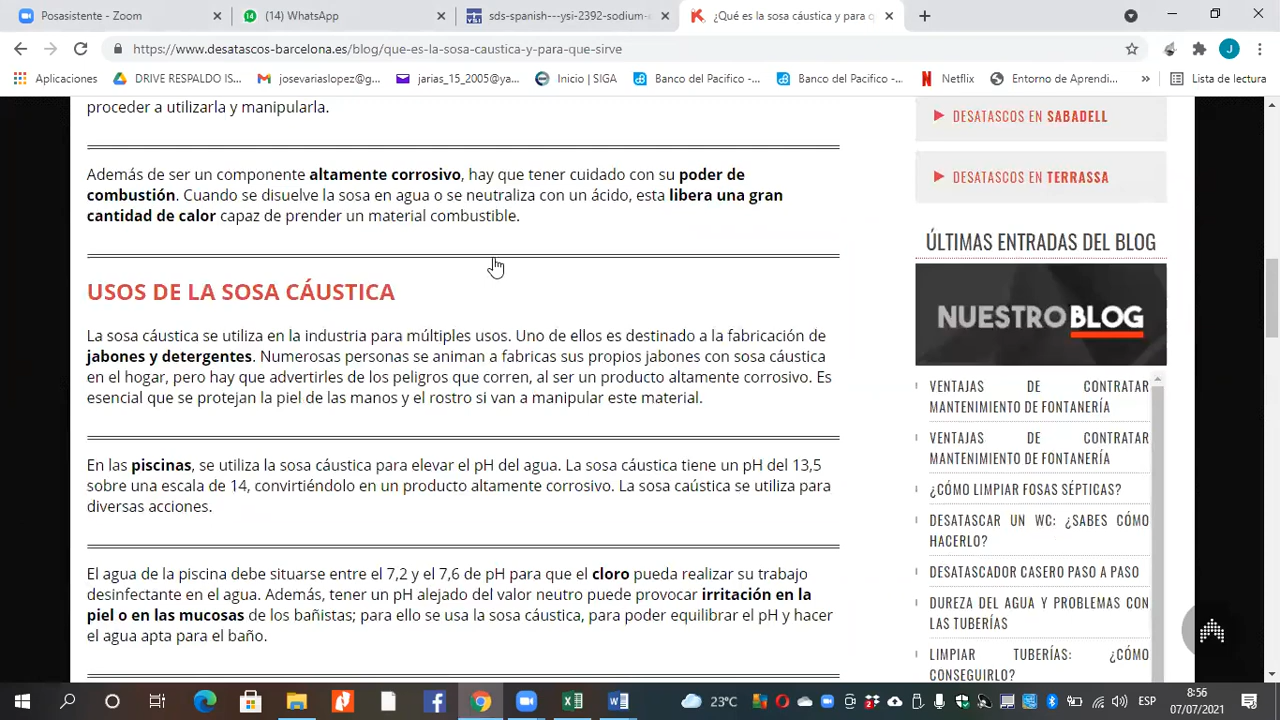 Posasistente - Zoom
(14) WhatsApp
sds-spanish---ysi-2392-sodium-
¿Qué es la sosa cáustica y para q
https://www.desatascos-barcelona.es/blog/que-es-la-sosa-caustica-y-para-que-sirve
J
Aplicaciones
DRIVE RESPALDO IS...
josevariaslopez@g...
jarias_15_2005@ya...
Inicio | SIGA
Banco del Pacifico -...
Banco del Pacifico -...
Netflix
Entorno de Aprendi...
»
Lista de lectura
proceder a utilizarla y manipularla.
Además de ser un componente altamente corrosivo, hay que tener cuidado con su poder de
combustión. Cuando se disuelve la sosa en agua o se neutraliza con un ácido, esta libera una gran
cantidad de calor capaz de prender un material combustible.
USOS DE LA SOSA CÁUSTICA
La sosa cáustica se utiliza en la industria para múltiples usos. Uno de ellos es destinado a la fabricación de
jabones y detergentes. Numerosas personas se animan a fabricas sus propios jabones con sosa cáustica
en el hogar, pero hay que advertirles de los peligros que corren, al ser un producto altamente corrosivo. Es
esencial que se protejan la piel de las manos y el rostro si van a manipular este material.
En las piscinas, se utiliza la sosa cáustica para elevar el pH del agua. La sosa cáustica tiene un pH del 13,5
sobre una escala de 14, convirtiéndolo en un producto altamente corrosivo. La sosa caústica se utiliza para
diversas acciones.
El agua de la piscina debe situarse entre el 7,2 y el 7,6 de pH para que el cloro pueda realizar su trabajo
desinfectante en el agua. Además, tener un pH alejado del valor neutro puede provocar irritación en la
piel o en las mucosas de los bañistas; para ello se usa la sosa cáustica, para poder equilibrar el pH y hacer
el agua apta para el baño.
DESATASCOS EN SABADELL
DESATASCOS EN TERRASSA
ÚLTIMAS ENTRADAS DEL BLOG
NUESTROBLOG
VENTAJAS DE CONTRATAR
MANTENIMIENTO DE FONTANERÍA
VENTAJAS DE CONTRATAR
MANTENIMIENTO DE FONTANERÍA
¿CÓMO LIMPIAR FOSAS SÉPTICAS?
DESATASCAR UN WC: ¿SABES CÓMO
HACERLO?
DESATASCADOR CASERO PASO A PASO
DUREZA DEL AGUA Y PROBLEMAS CON
LAS TUBERÍAS
LIMPIAR TUBERÍAS: ¿CÓMO
CONSEGUIRLO?
23°C
ESP
8:56
07/07/2021